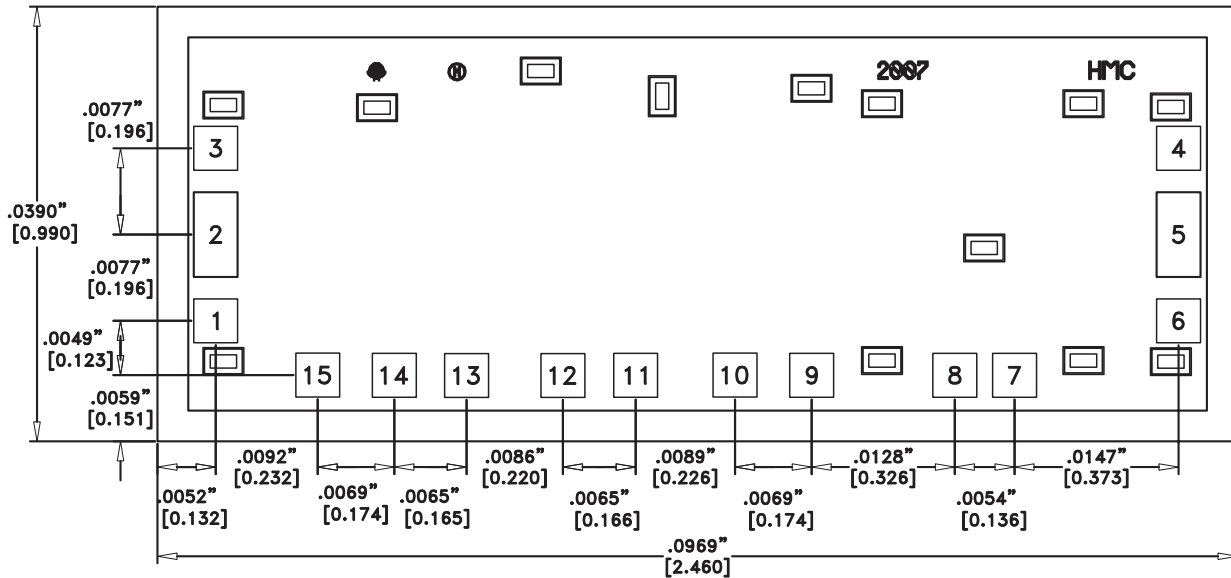 2007 HMC
.0077”
[0.196]
3 4
.0390”
[0.990]
2 5
.0077”
[0.196]
1 6
.0049”
[0.123]
15 14 13 12 11 10 9 8 7
.0059”
[0.151]
.0092” .0086” .0089” .0128” .0147”
[0.232] [0.220] [0.226] [0.326] [0.373]
.0052” .0069” .0065” .0065” .0069” .0054”
[0.132] [0.174] [0.165] [0.166] [0.174] [0.136]
.0969”
[2.460]